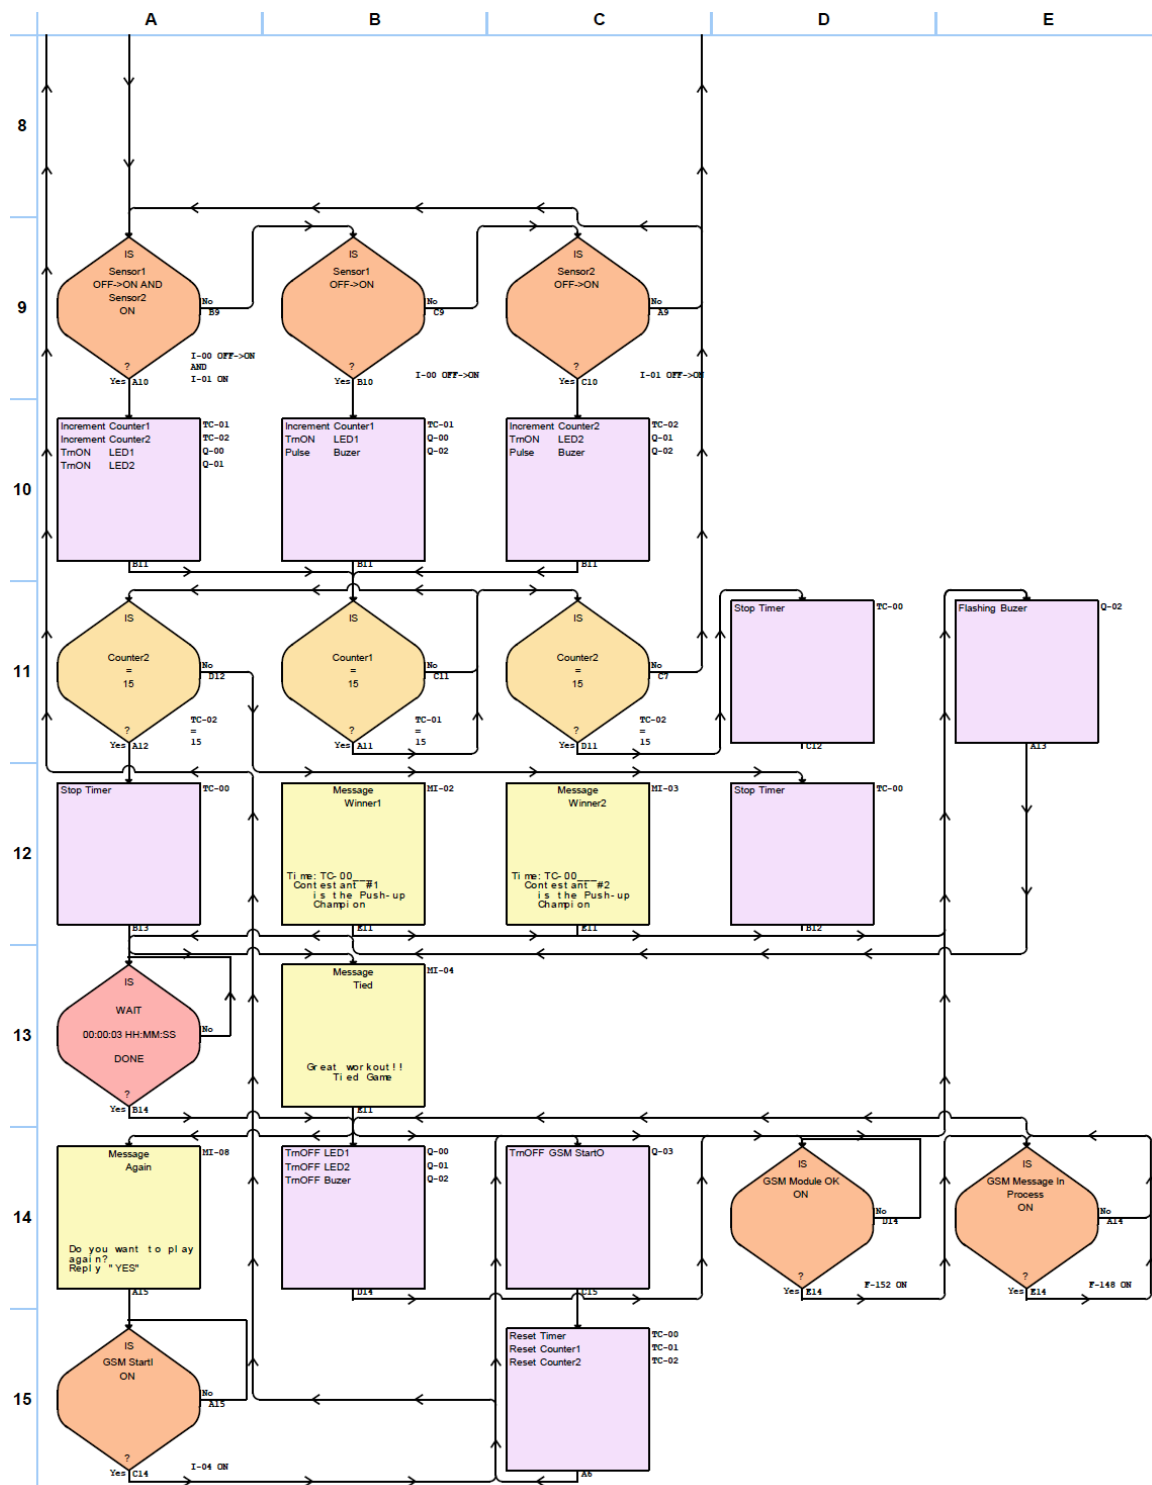 A B C D E
8
9
IS
Sensor1
OFF->ON AND
Sensor2
ON
?
No
B9
Yes A10
I-00 OFF->ON
AND
I-01 ON
IS
Sensor1
OFF->ON
?
No
C9
Yes B10
I-00 OFF->ON
IS
Sensor2
OFF->ON
?
No
A9
Yes C10
I-01 OFF->ON
10
Increment Counter1 TC-01
Increment Counter2 TC-02
TrnON LED1 Q-00
TrnON LED2 Q-01
B11
Increment Counter1 TC-01
TrnON LED1 Q-00
Pulse Buzer Q-02
B11
Increment Counter2 TC-02
TrnON LED2 Q-01
Pulse Buzer Q-02
B11
11
IS
Counter2
=
15
?
No
D12
Yes A12
TC-02
=
15
IS
Counter1
=
15
?
No
C11
Yes A11
TC-01
=
15
IS
Counter2
=
15
?
No
C7
Yes D11
TC-02
=
15
Stop Timer TC-00
C12
Flashing Buzer Q-02
A13
12
Stop Timer TC-00
B13
Message MI-02
Winner1
Time: TC-00___
Contestant #1
is the Push-up
Champion
E11
Message MI-03
Winner2
Time: TC-00___
Contestant #2
is the Push-up
Champion
E11
Stop Timer TC-00
B12
13
IS
WAIT
00:00:03 HH:MM:SS
DONE
?
No
Yes B14
Message MI-04
Tied
Great workout!!
Tied Game
E11
14
Message MI-08
Again
Do you want to play
again?
Reply "YES"
A15
TrnOFF LED1 Q-00
TrnOFF LED2 Q-01
TrnOFF Buzer Q-02
D14
TrnOFF GSM StartO Q-03
C15
IS
GSM Module OK
ON
?
No
D14
Yes E14
F-152 ON
IS
GSM Message In
Process
ON
?
No
A14
Yes E14
F-148 ON
15
IS
GSM StartI
ON
?
No
A15
Yes C14
I-04 ON
Reset Timer TC-00
Reset Counter1 TC-01
Reset Counter2 TC-02
A6